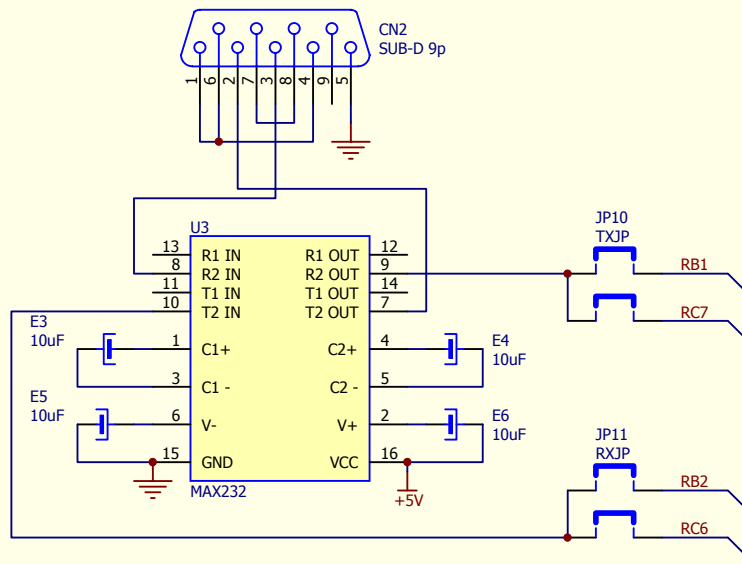 CN2
SUB-D 9p
1 6 2 7 3 8 4 9 5
U3
13 R1 IN R1 OUT 12
8 R2 IN R2 OUT 9
11 T1 IN T1 OUT 14
10 T2 IN T2 OUT 7
1 C1+ C2+ 4
3 C1 - C2 - 5
6 V- V+ 2
15 GND VCC 16
MAX232
E3
10uF
E4
10uF
E5
10uF
E6
10uF
+5V
JP10
TXJP
RB1
RC7
JP11
RXJP
RB2
RC6